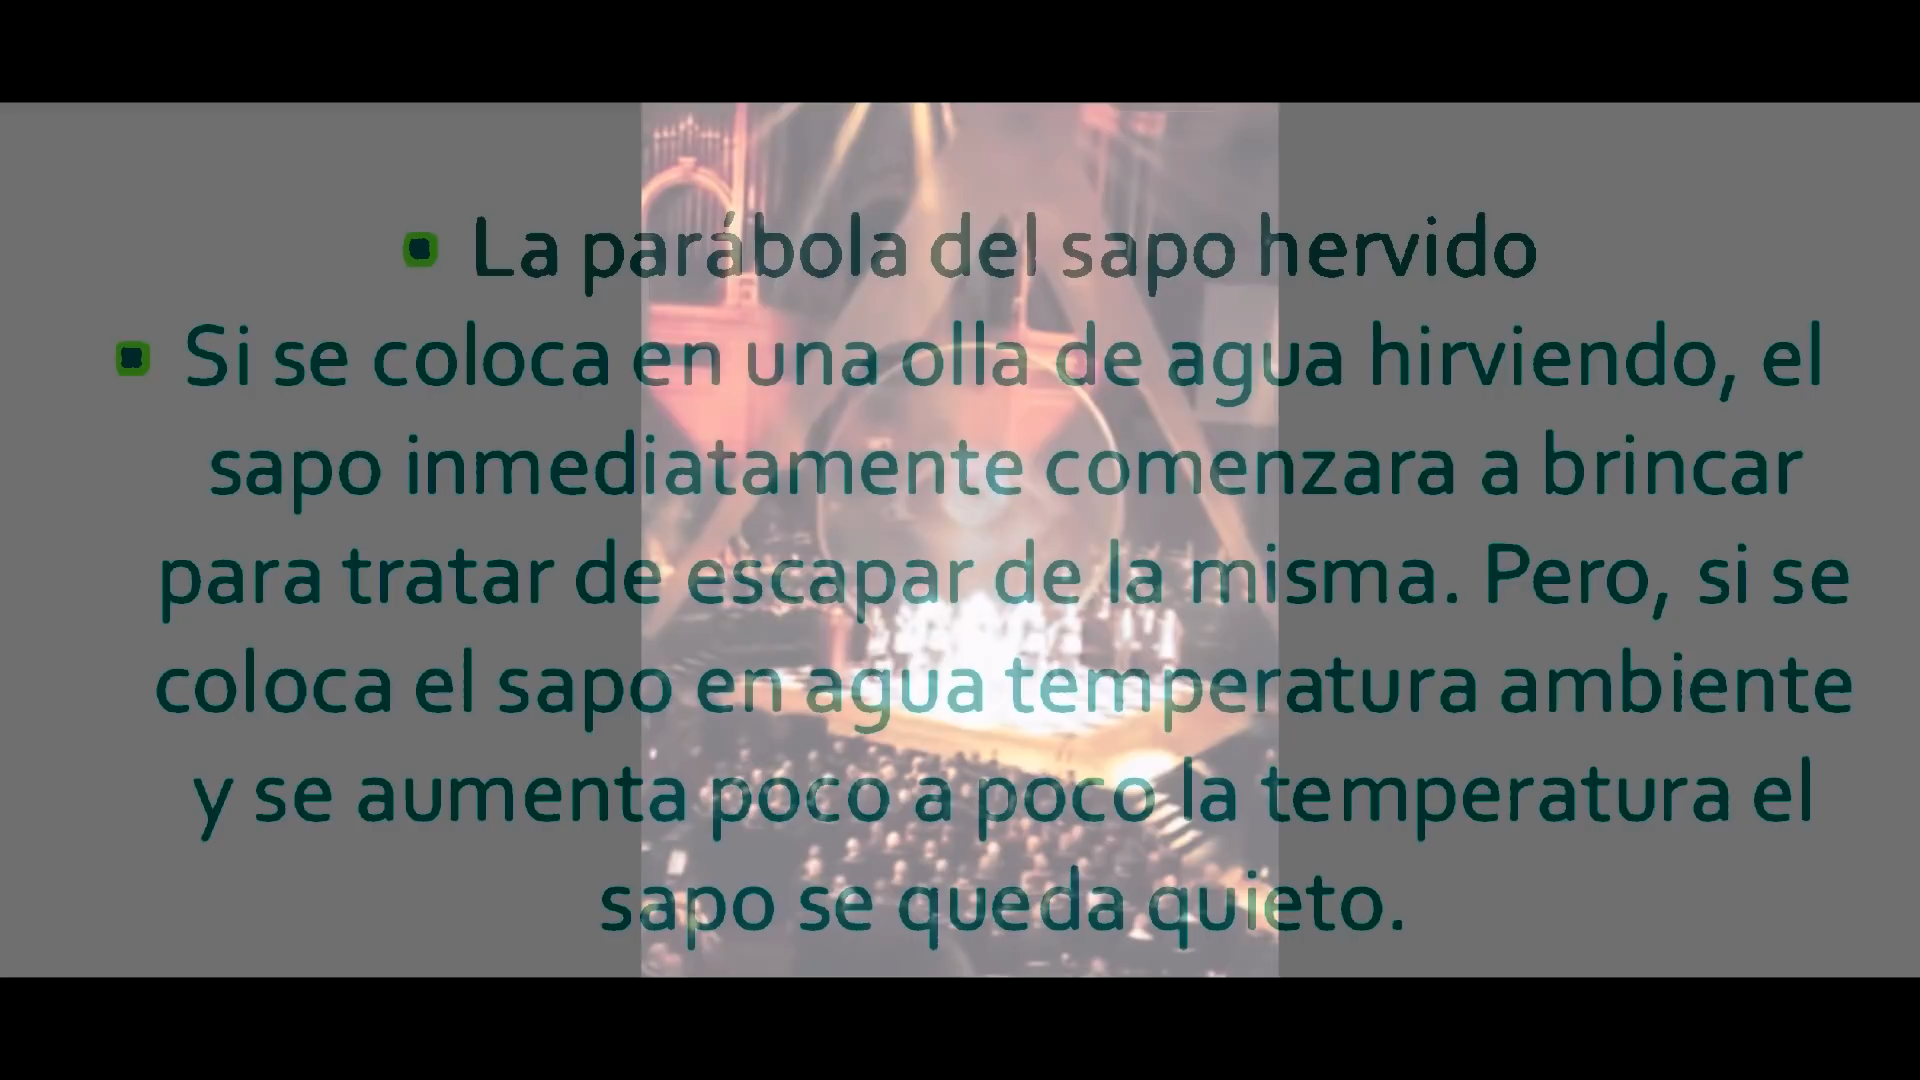 ▪ La parábola del sapo hervido
▪ Si se coloca en una olla de agua hirviendo, el
sapo inmediatamente comenzara a brincar
para tratar de escapar de la misma. Pero, si se
coloca el sapo en agua temperatura ambiente
y se aumenta poco a poco la temperatura el
sapo se queda quieto.